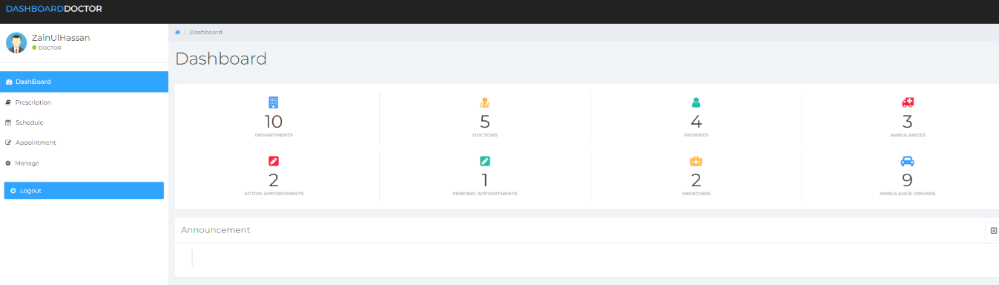 DASHBOARDDOCTOR
ZainUlHassan
DOCTOR
DashBoard
Prescription
Schedule
Appointment
Manage
Logout
/ Dashboard
Dashboard
10
DEPARTMENTS
5
DOCTORS
4
PATIENTS
3
AMBULANCES
2
ACTIVE APPOINTMENTS
1
PENDING APPOINTMENTS
2
MEDICINES
9
AMBULANCE DRIVERS
Announcement